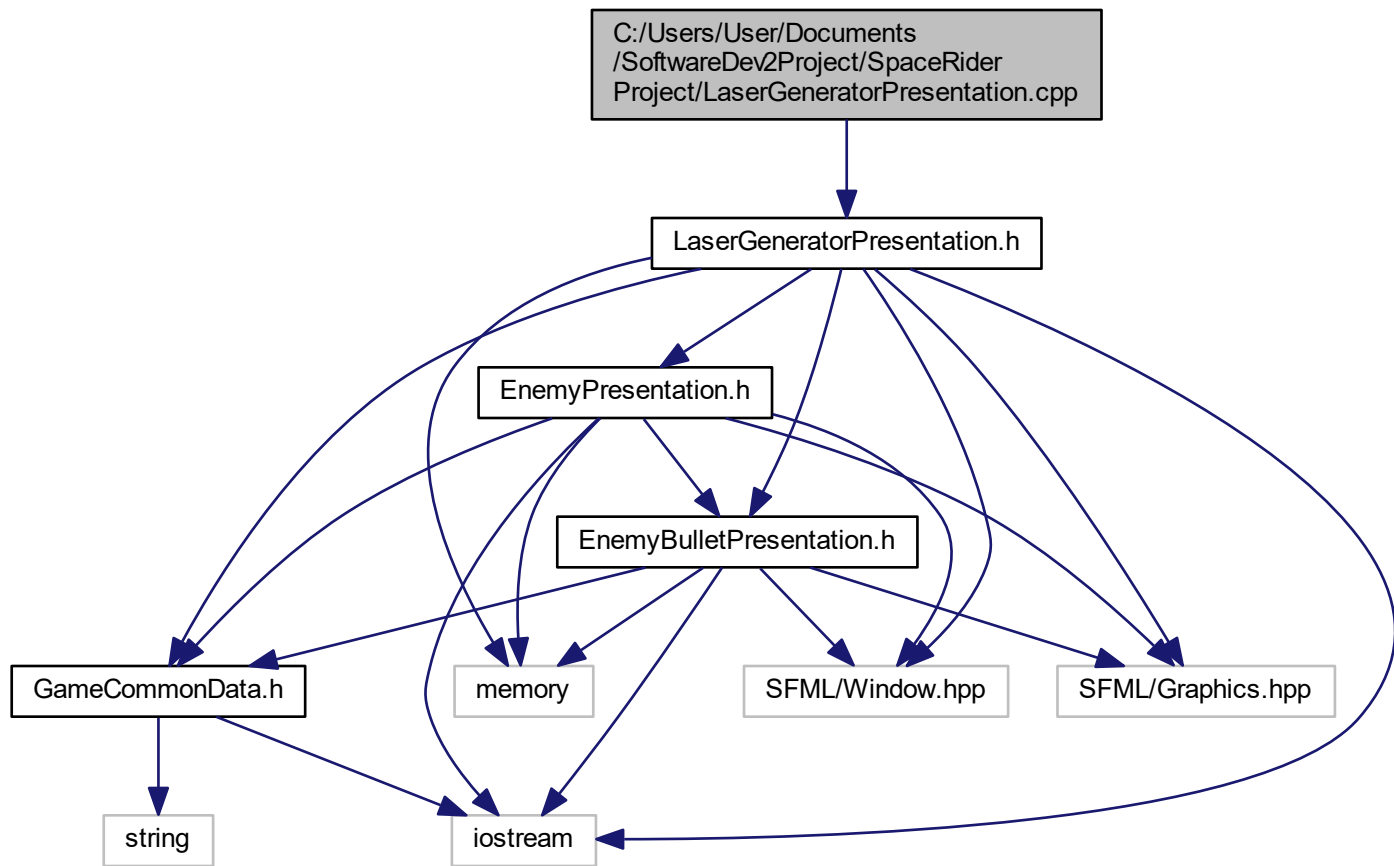 C:/Users/User/Documents
/SoftwareDev2Project/SpaceRider
Project/LaserGeneratorPresentation.cpp
LaserGeneratorPresentation.h
EnemyPresentation.h
EnemyBulletPresentation.h
GameCommonData.h
memory
SFML/Window.hpp
SFML/Graphics.hpp
string
iostream